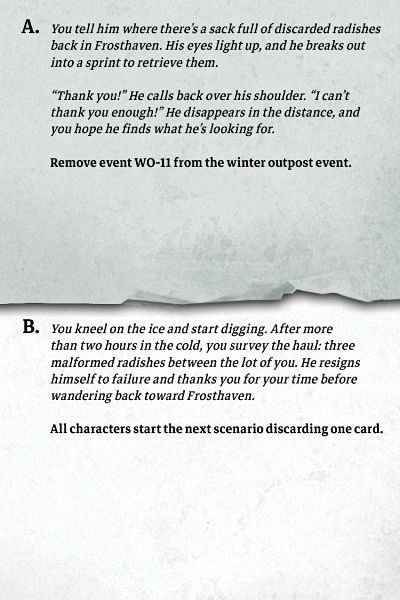 A. You tell him where there's a sack full of discarded radishes
back in Frosthaven. His eyes light up, and he breaks out
into a sprint to retrieve them.
“Thank you!” He calls back over his shoulder. “I can't
thank you enough!” He disappears in the distance, and
you hope he finds what he's looking for.
Remove event WO-11 from the winter outpost event.
B. You kneel on the ice and start digging. After more
than two hours in the cold, you survey the haul: three
malformed radishes between the lot of you. He resigns
himself to failure and thanks you for your time before
wandering back toward Frosthaven.
All characters start the next scenario discarding one card.